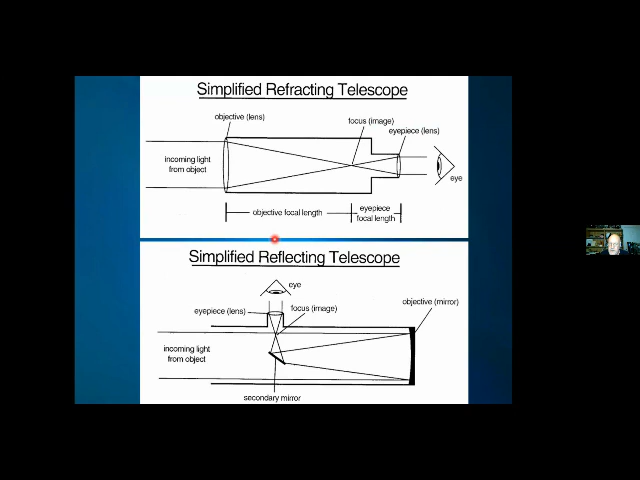 Simplified Refracting Telescope
objective (lens)
focus (image)
eyepiece (lens)
incoming light
from object
eye
objective focal length
eyepiece
focal length
Simplified Reflecting Telescope
eye
objective (mirror)
eyepiece (lens)
focus (image)
incoming light
from object
secondary mirror